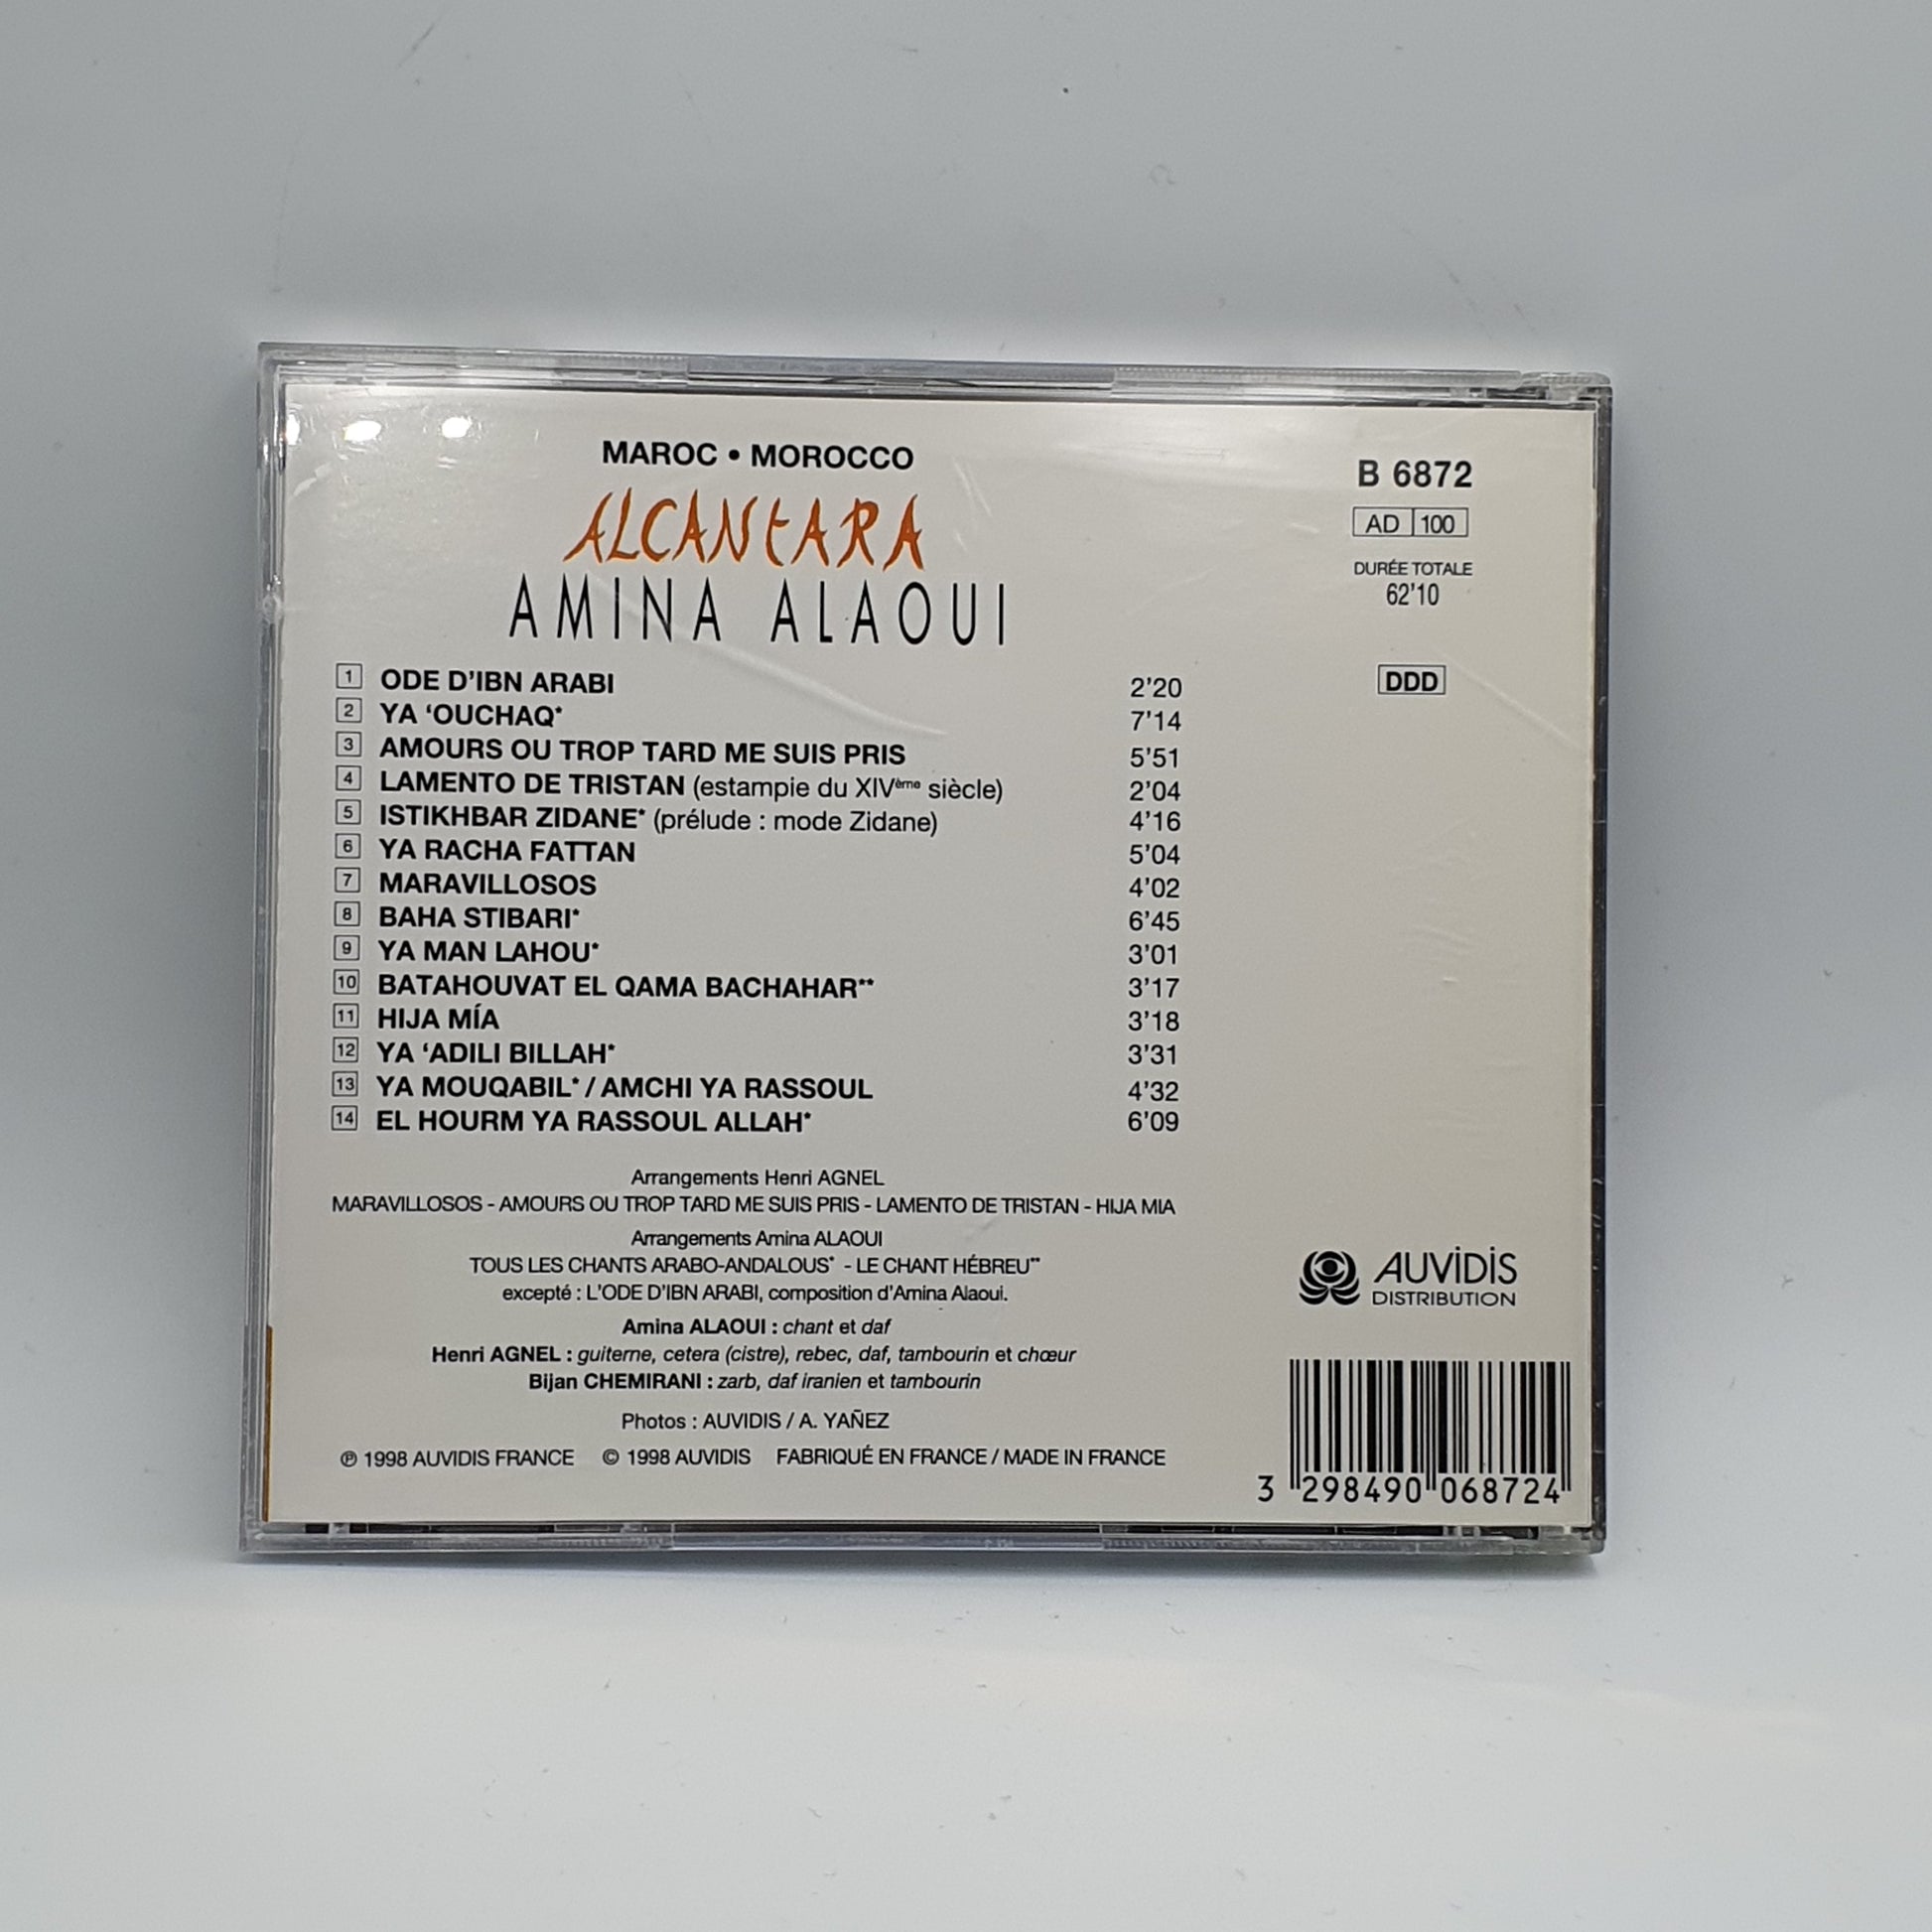 MAROC • MOROCCO
ALCANTARA
AMINA ALAOUI
B 6872
AD 100
DURÉE TOTALE
62'10
DDD
1 ODE D'IBN ARABI 2'20
2 YA ‘OUCHAQ* 7'14
3 AMOURS OU TROP TARD ME SUIS PRIS 5'51
4 LAMENTO DE TRISTAN (estampie du XIVème siècle) 2'04
5 ISTIKHBAR ZIDANE* (prélude : mode Zidane) 4'16
6 YA RACHA FATTAN 5'04
7 MARAVILLOSOS 4'02
8 BAHA STIBARI* 6'45
9 YA MAN LAHOU* 3'01
10 BATAHOUVAT EL QAMA BACHAHAR** 3'17
11 HIJA MÍA 3'18
12 YA ‘ADILI BILLAH* 3'31
13 YA MOUQABIL* / AMCHI YA RASSOUL 4'32
14 EL HOURM YA RASSOUL ALLAH* 6'09
Arrangements Henri AGNEL
MARAVILLOSOS - AMOURS OU TROP TARD ME SUIS PRIS - LAMENTO DE TRISTAN - HIJA MIA
Arrangements Amina ALAOUI
TOUS LES CHANTS ARABO-ANDALOUS* - LE CHANT HÉBREU**
excepté : L'ODE D'IBN ARABI, composition d'Amina Alaoui.
Amina ALAOUI : chant et daf
Henri AGNEL : guiterne, cetera (cistre), rebec, daf, tambourin et chœur
Bijan CHEMIRANI : zarb, daf iranien et tambourin
Photos : AUVIDIS / A. YAÑEZ
℗ 1998 AUVIDIS FRANCE © 1998 AUVIDIS FABRIQUÉ EN FRANCE / MADE IN FRANCE
AUVIDIS
DISTRIBUTION
3 298490 068724